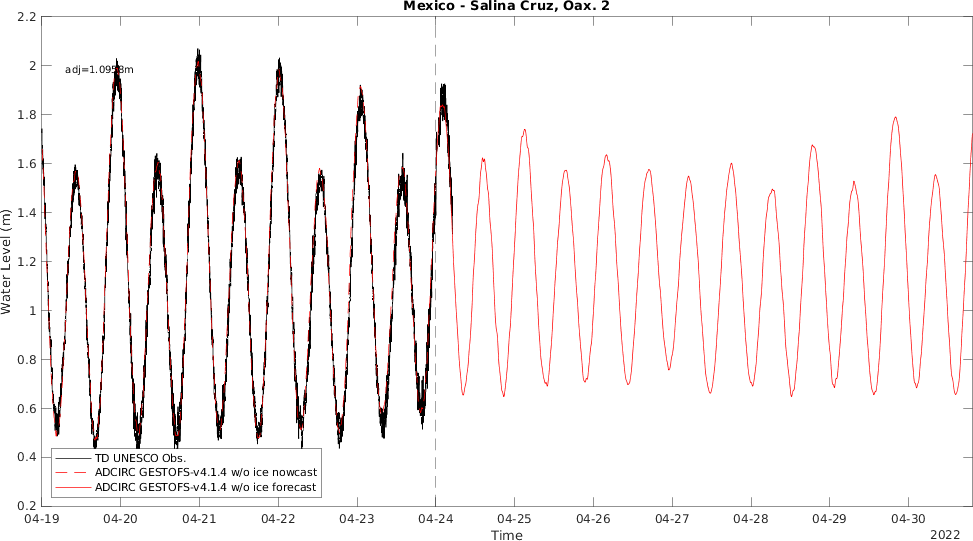 Mexico - Salina Cruz, Oax. 2
adj=1.0958m
Water Level (m)
2.2
2
1.8
1.6
1.4
1.2
1
0.8
0.6
0.4
0.2
TD UNESCO Obs.
ADCIRC GESTOFS-v4.1.4 w/o ice nowcast
ADCIRC GESTOFS-v4.1.4 w/o ice forecast
04-19 04-20 04-21 04-22 04-23 04-24 04-25 04-26 04-27 04-28 04-29 04-30
Time
2022